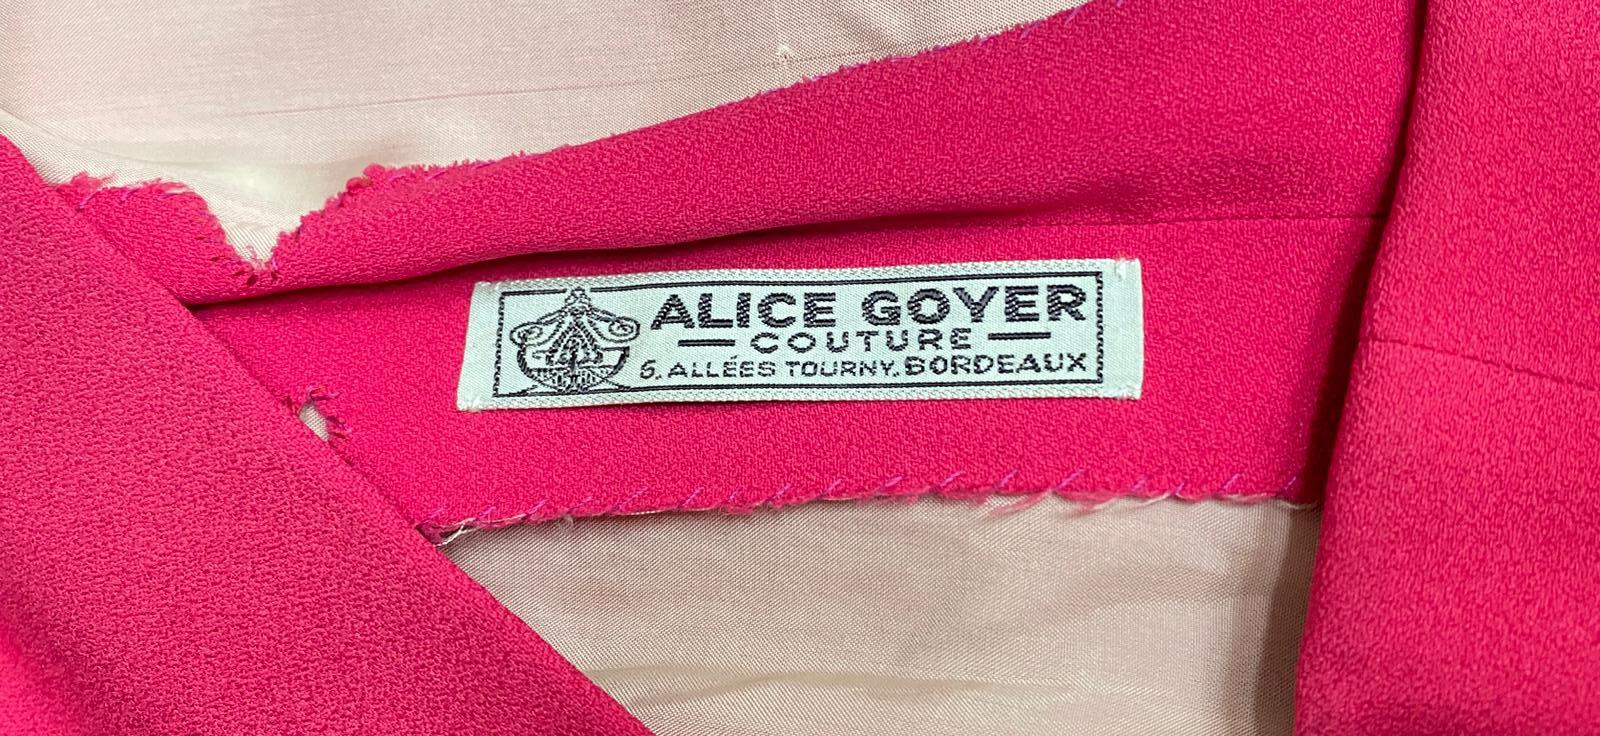 ALICE GOYER
COUTURE
6. ALLÉES TOURNY. BORDEAUX